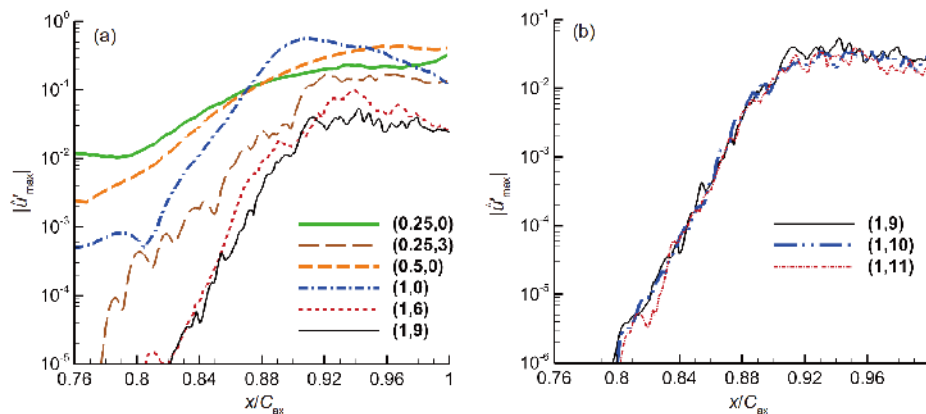 (a)
10^0
10^-1
10^-2
10^-3
10^-4
10^-5
|û'max|
(0.25,0)
(0.25,3)
(0.5,0)
(1,0)
(1,6)
(1,9)
0.76 0.8 0.84 0.88 0.92 0.96 1
x/Cax
(b)
10^-1
10^-2
10^-3
10^-4
10^-5
10^-6
|û'max|
(1,9)
(1,10)
(1,11)
0.76 0.8 0.84 0.88 0.92 0.96
x/Cax